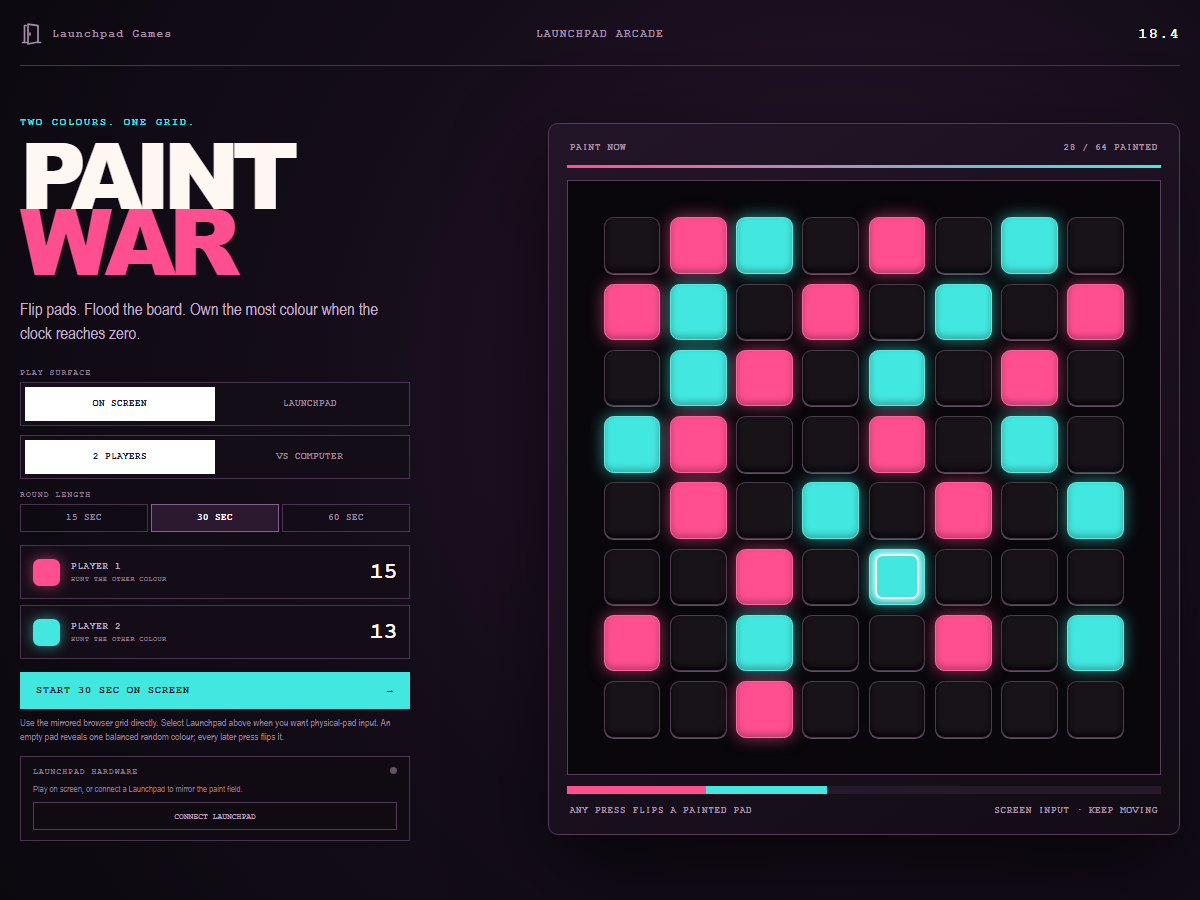 Launchpad Games
LAUNCHPAD ARCADE
18.4
TWO COLOURS. ONE GRID.
PAINT
WAR
Flip pads. Flood the board. Own the most colour when the
clock reaches zero.
PLAY SURFACE
ON SCREEN
LAUNCHPAD
2 PLAYERS
VS COMPUTER
ROUND LENGTH
15 SEC
30 SEC
60 SEC
PLAYER 1
HUNT THE OTHER COLOUR
15
PLAYER 2
HUNT THE OTHER COLOUR
13
START 30 SEC ON SCREEN →
Use the mirrored browser grid directly. Select Launchpad above when you want physical-pad input. An
empty pad reveals one balanced random colour; every later press flips it.
LAUNCHPAD HARDWARE
Play on screen, or connect a Launchpad to mirror the paint field.
CONNECT LAUNCHPAD
PAINT NOW
28 / 64 PAINTED
ANY PRESS FLIPS A PAINTED PAD
SCREEN INPUT · KEEP MOVING